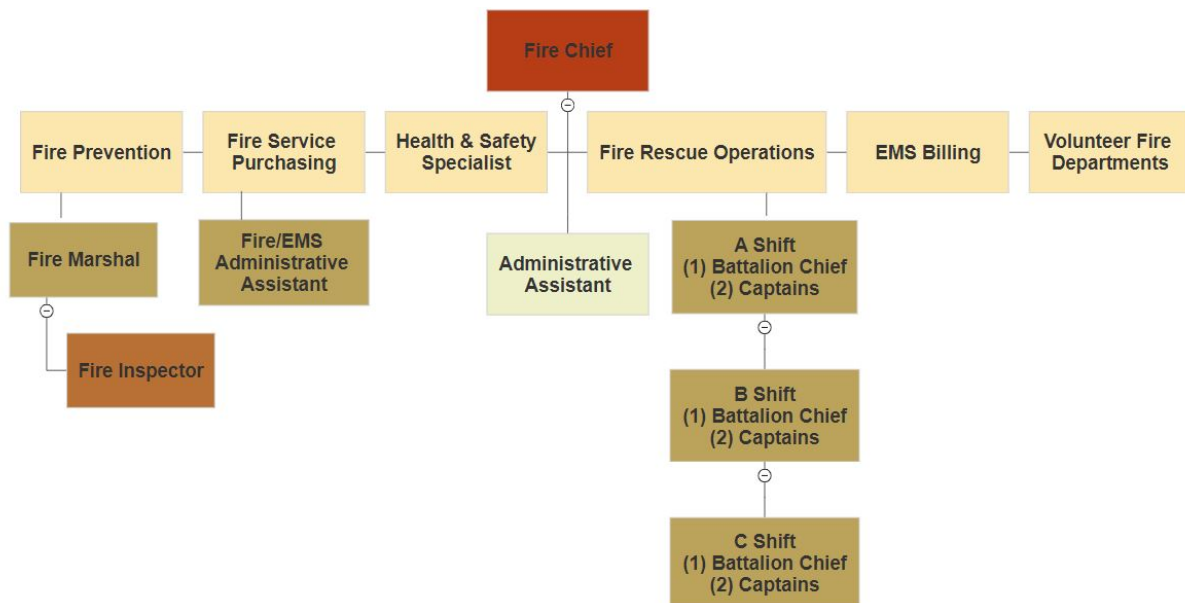 Fire Chief
Fire Prevention
Fire Service
Purchasing
Health & Safety
Specialist
Fire Rescue Operations
EMS Billing
Volunteer Fire
Departments
Fire Marshal
Fire/EMS
Administrative
Assistant
Administrative
Assistant
A Shift
(1) Battalion Chief
(2) Captains
Fire Inspector
B Shift
(1) Battalion Chief
(2) Captains
C Shift
(1) Battalion Chief
(2) Captains